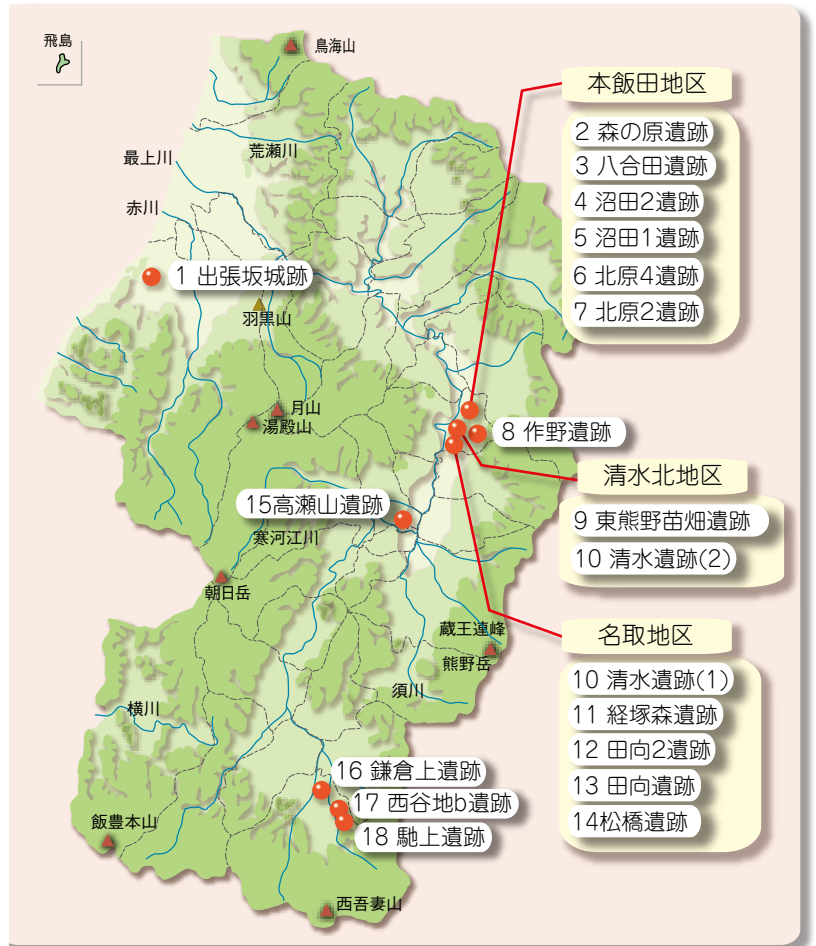 飛島
鳥海山
荒瀬川
最上川
赤川
1 出張坂城跡
羽黒山
月山
湯殿山
15高瀬山遺跡
寒河江川
朝日岳
蔵王連峰
熊野岳
須川
横川
16 鎌倉上遺跡
17 西谷地b遺跡
18 馳上遺跡
飯豊本山
西吾妻山
本飯田地区
2 森の原遺跡
3 八合田遺跡
4 沼田2遺跡
5 沼田1遺跡
6 北原4遺跡
7 北原2遺跡
8 作野遺跡
清水北地区
9 東熊野苗畑遺跡
10 清水遺跡(2)
名取地区
10 清水遺跡(1)
11 経塚森遺跡
12 田向2遺跡
13 田向遺跡
14松橋遺跡